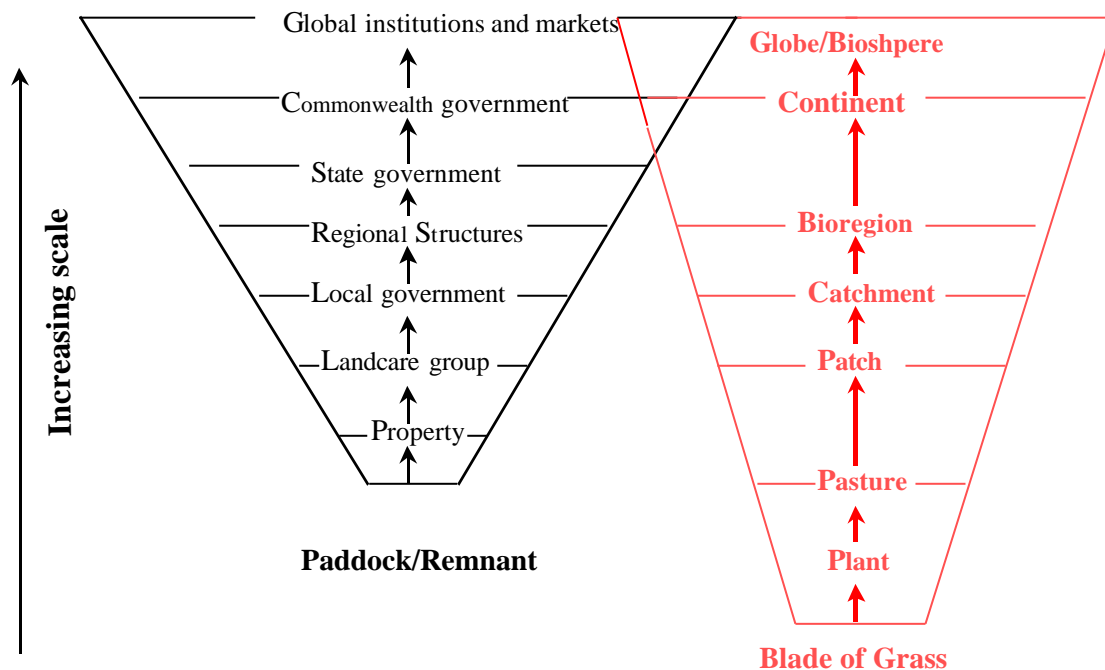 Increasing scale
Global institutions and markets
Commonwealth government
State government
Regional Structures
Local government
Landcare group
Property
Paddock/Remnant
Globe/Bioshpere
Continent
Bioregion
Catchment
Patch
Pasture
Plant
Blade of Grass